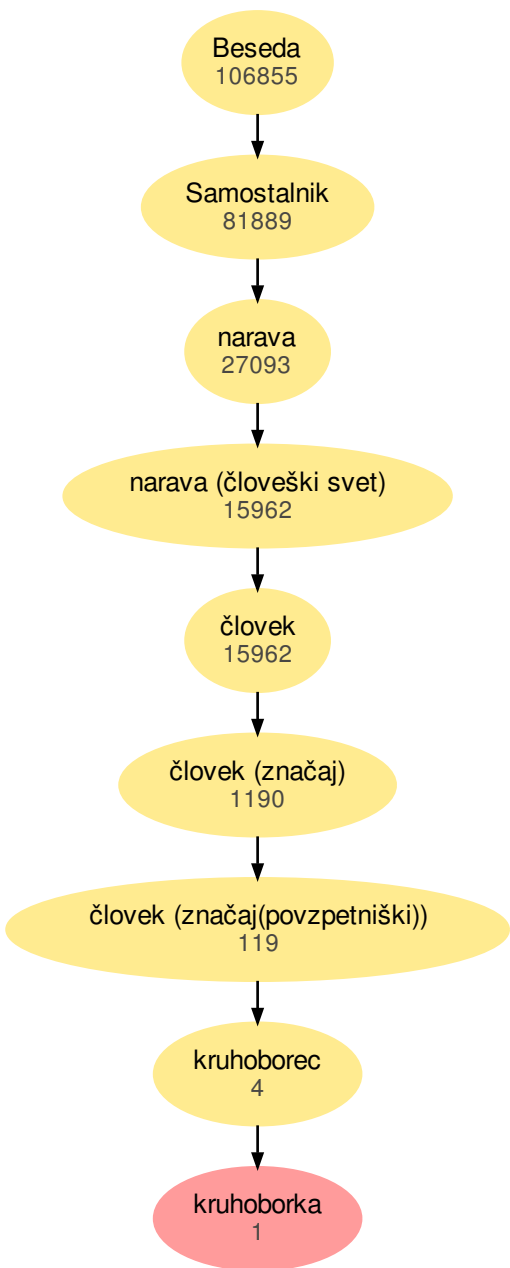 Beseda
106855
Samostalnik
81889
narava
27093
narava (človeški svet)
15962
človek
15962
človek (značaj)
1190
človek (značaj(povzpetniški))
119
kruhoborec
4
kruhoborka
1